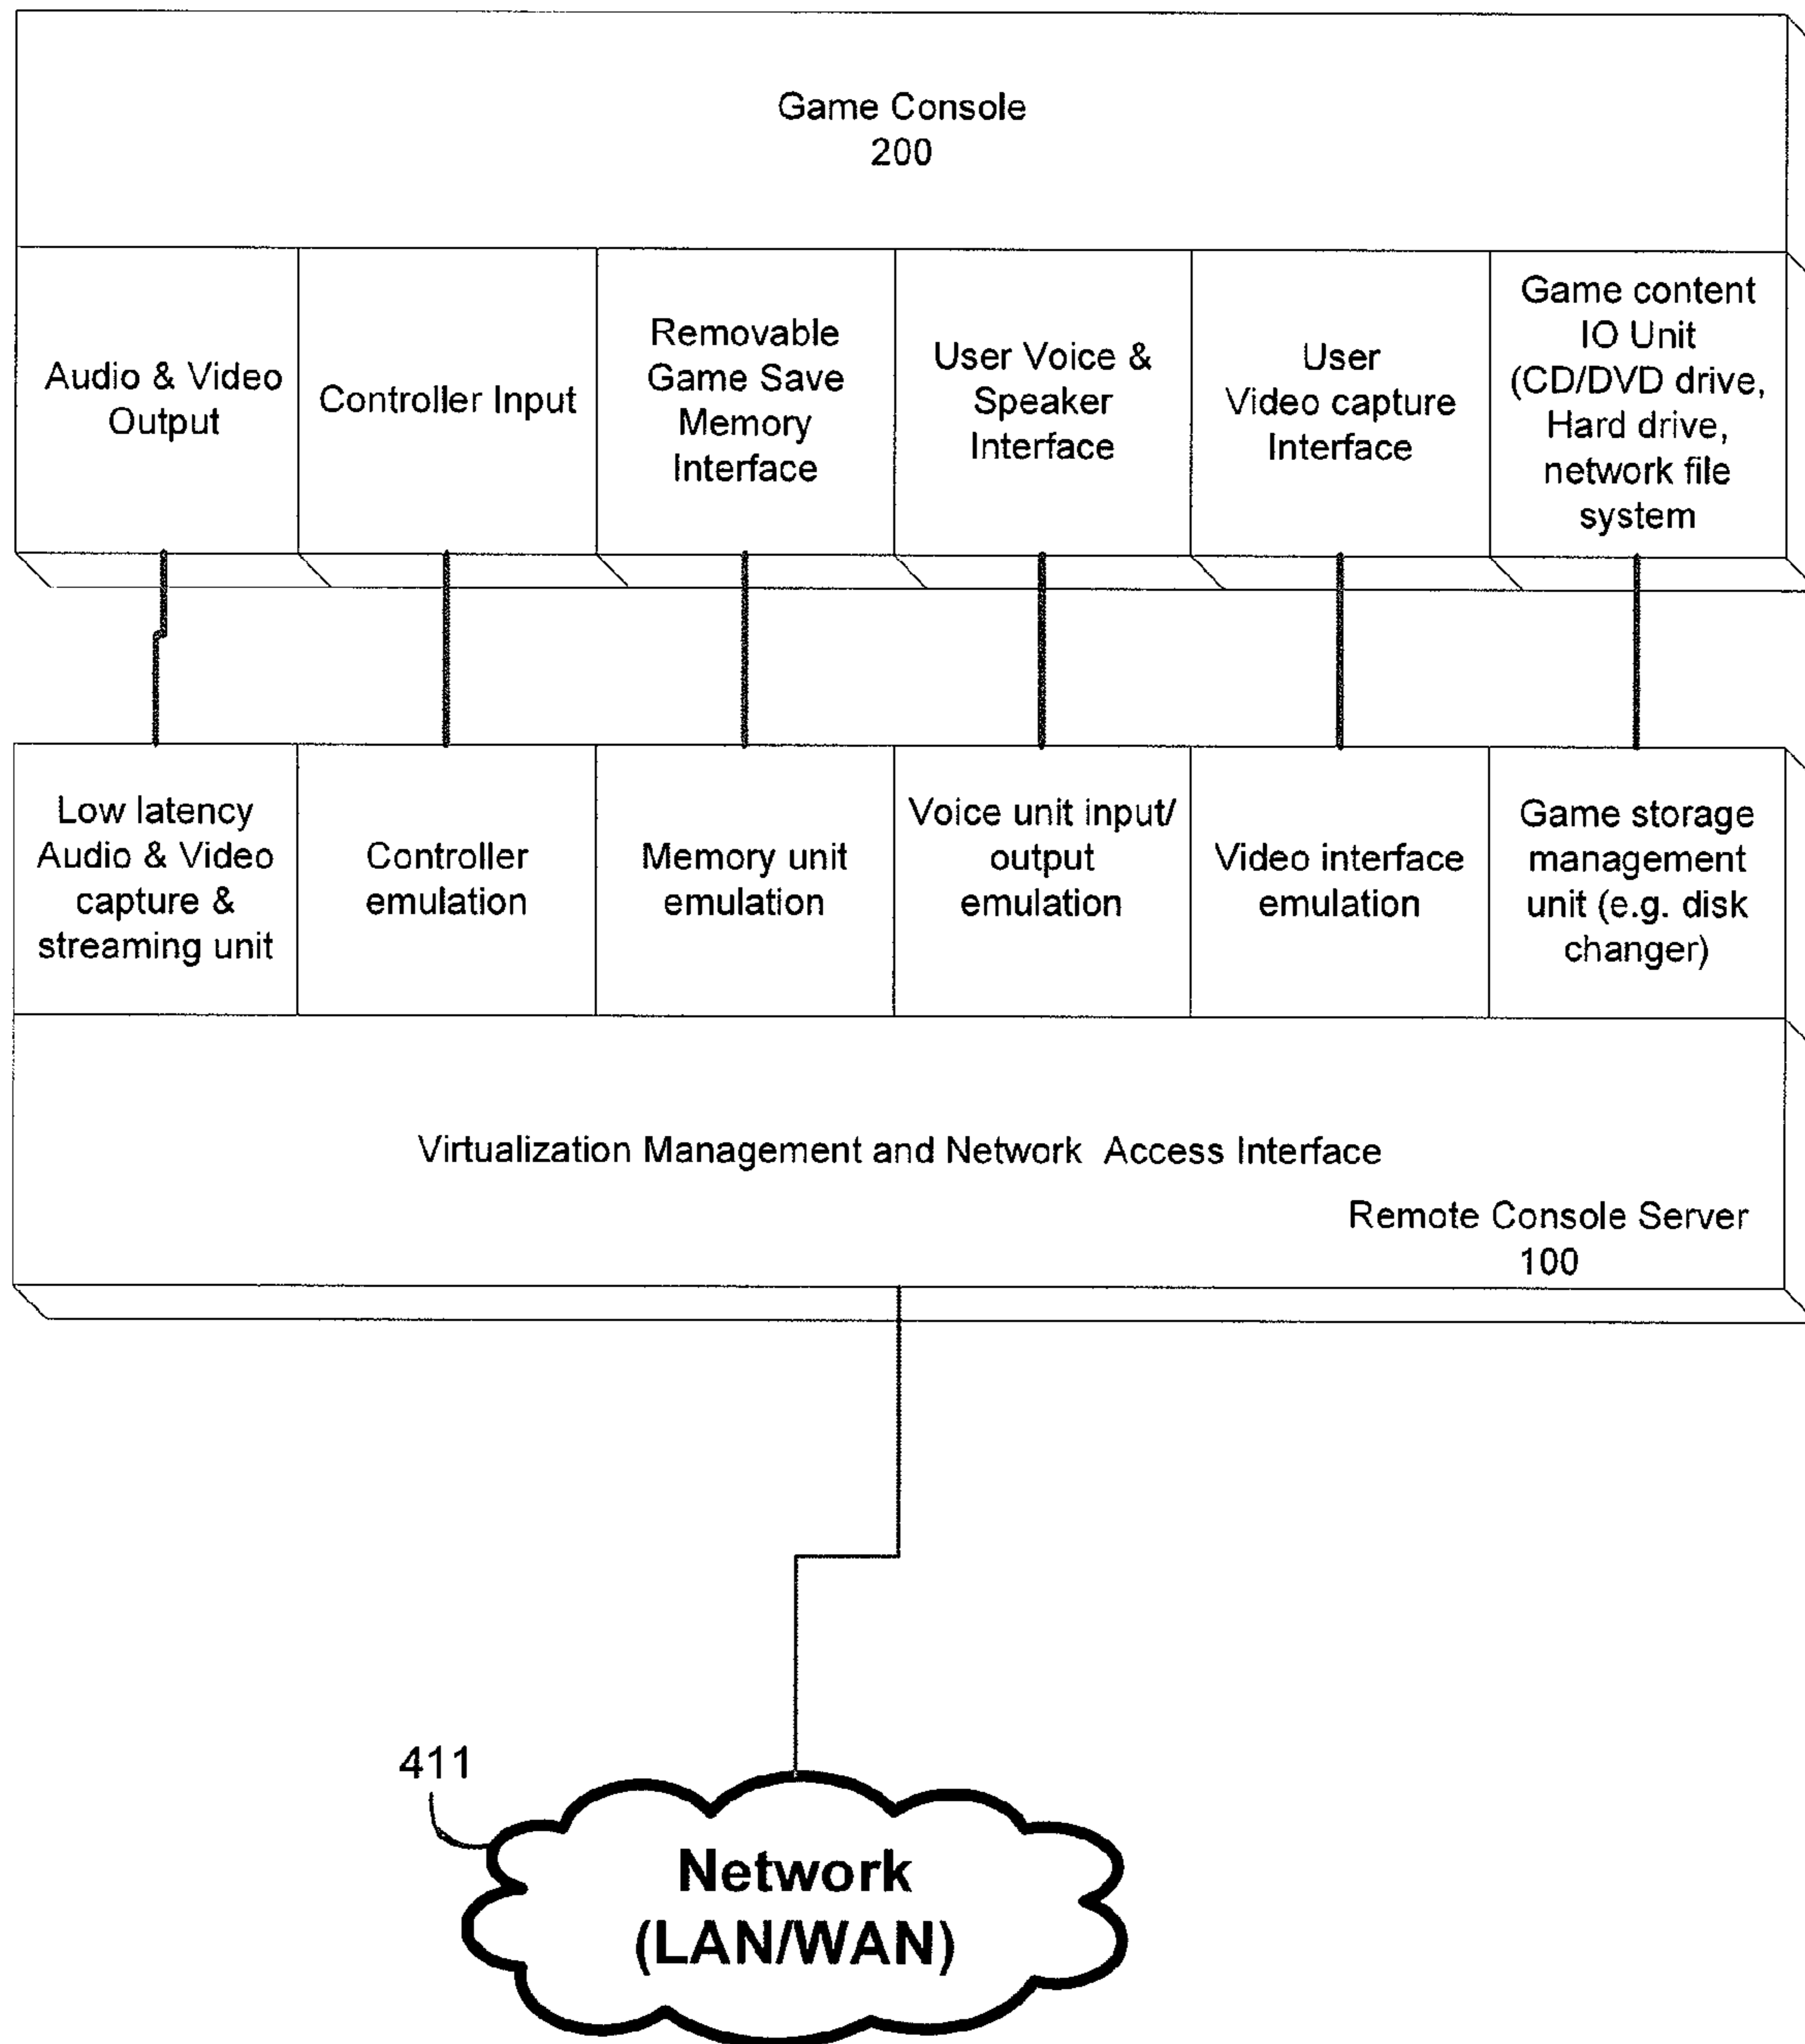 Game Console
200
Audio & Video
Output
Controller Input
Removable
Game Save
Memory
Interface
User Voice &
Speaker
Interface
User
Video capture
Interface
Game content
IO Unit
(CD/DVD drive,
Hard drive,
network file
system
Low latency
Audio & Video
capture &
streaming unit
Controller
emulation
Memory unit
emulation
Voice unit input/
output
emulation
Video interface
emulation
Game storage
management
unit (e.g. disk
changer)
Virtualization Management and Network Access Interface
Remote Console Server
100
411
Network
(LAN/WAN)